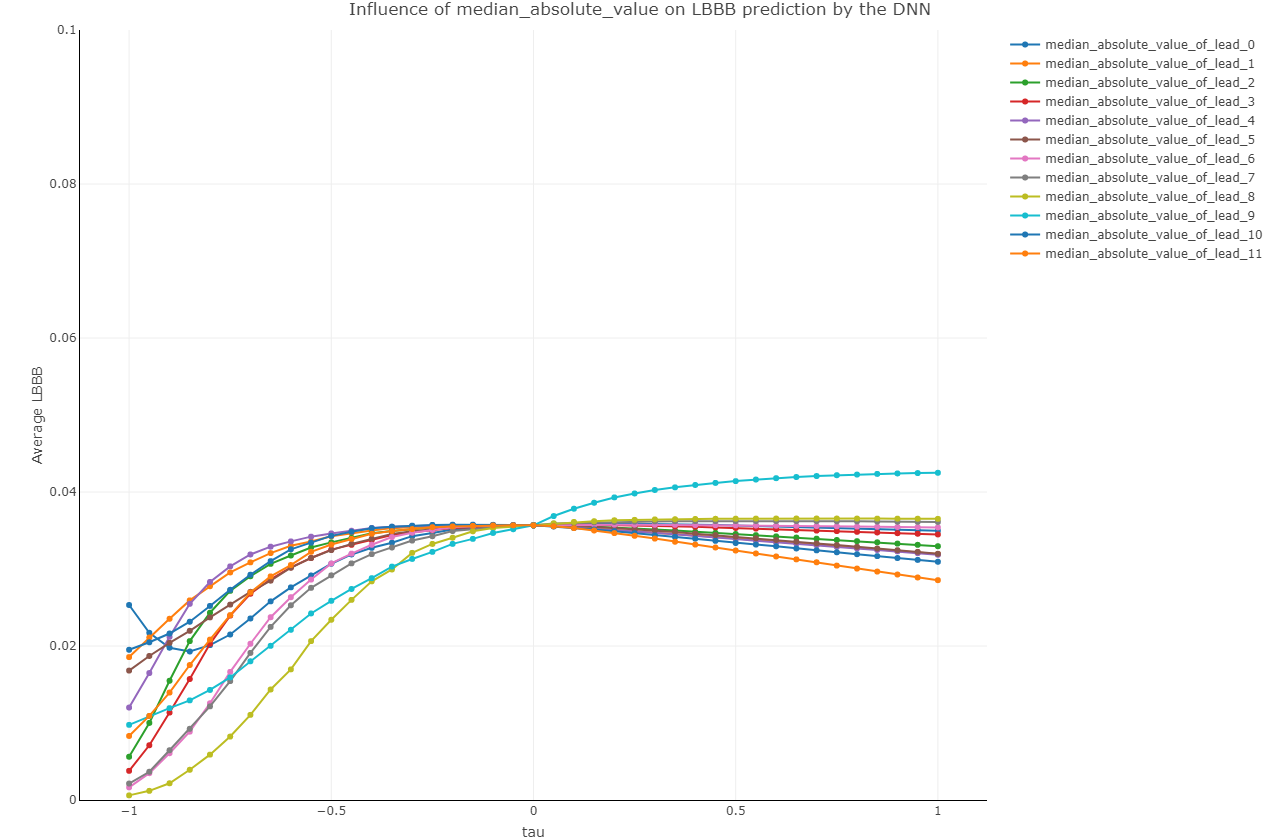 Influence of median_absolute_value on LBBB prediction by the DNN
0.1
0.08
0.06
0.04
0.02
0
Average LBBB
−1
−0.5
0
0.5
1
tau
median_absolute_value_of_lead_0
median_absolute_value_of_lead_1
median_absolute_value_of_lead_2
median_absolute_value_of_lead_3
median_absolute_value_of_lead_4
median_absolute_value_of_lead_5
median_absolute_value_of_lead_6
median_absolute_value_of_lead_7
median_absolute_value_of_lead_8
median_absolute_value_of_lead_9
median_absolute_value_of_lead_10
median_absolute_value_of_lead_11